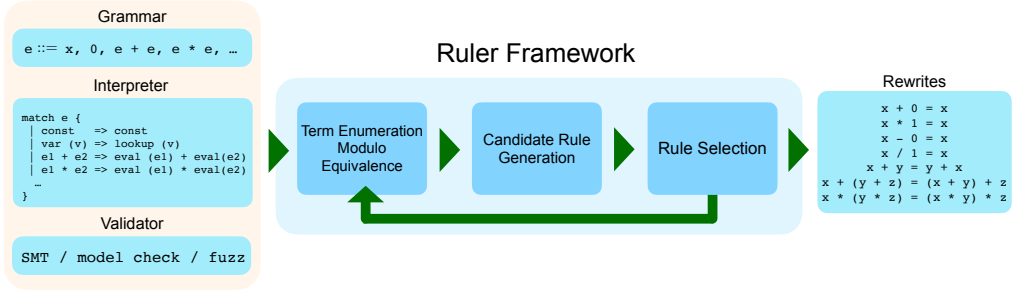 Grammar
e ::= x, 0, e + e, e * e, …
Interpreter
match e {
| const   => const
| var (v) => lookup (v)
| e1 + e2 => eval (e1) + eval(e2)
| e1 * e2 => eval (e1) * eval(e2)
…
}
Validator
SMT / model check / fuzz
Ruler Framework
Term Enumeration
Modulo
Equivalence
Candidate Rule
Generation
Rule Selection
Rewrites
x + 0 = x
x * 1 = x
x - 0 = x
x / 1 = x
x + y = y + x
x + (y + z) = (x + y) + z
x * (y * z) = (x * y) * z